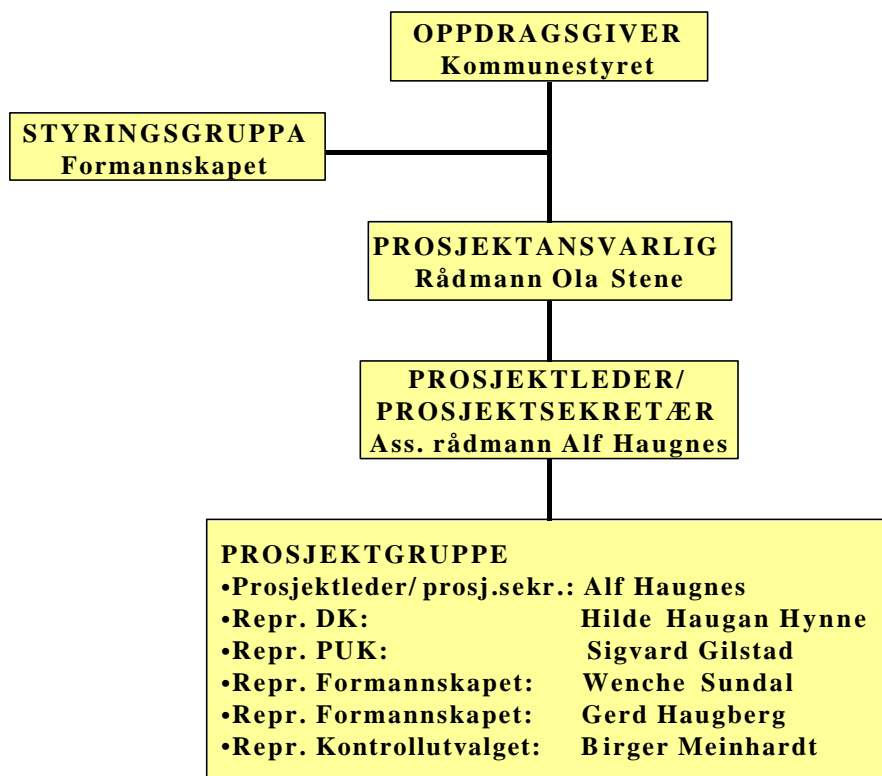 OPPDRAGSGIVER
Kommunestyret
STYRINGSGRUPPA
Formannskapet
PROSJEKTANSVARLIG
Rådmann Ola Stene
PROSJEKTLEDER/
PROSJEKTSEKRETÆR
Ass. rådmann Alf Haugnes
PROSJEKTGRUPPE
•Prosjektleder/ prosj.sekr.: Alf Haugnes
•Repr. DK: Hilde Haugan Hynne
•Repr. PUK: Sigvard Gilstad
•Repr. Formannskapet: Wenche Sundal
•Repr. Formannskapet: Gerd Haugberg
•Repr. Kontrollutvalget: Birger Meinhardt